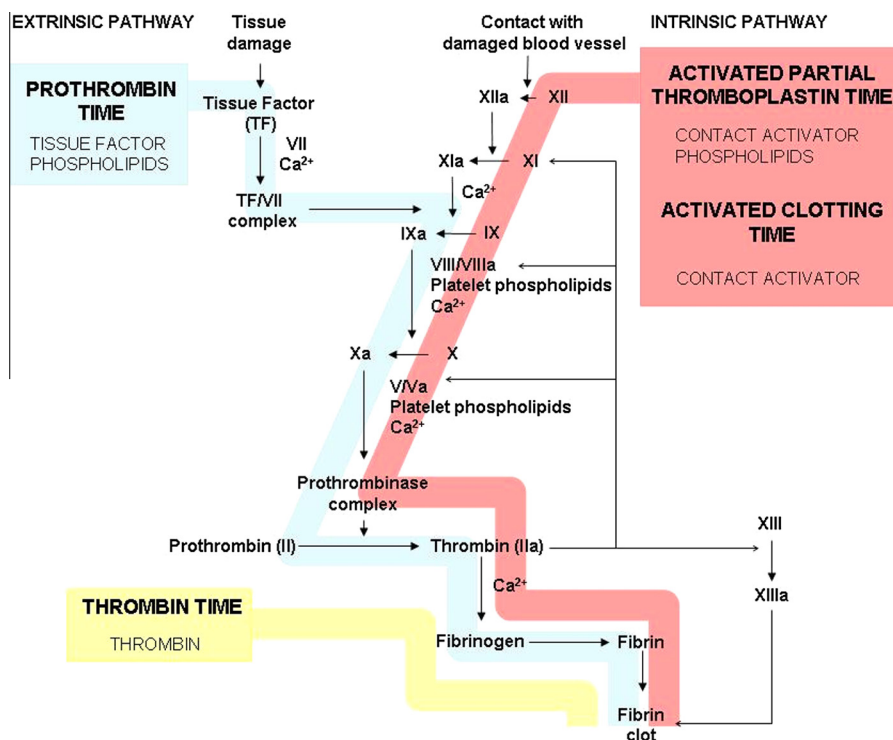 EXTRINSIC PATHWAY
Tissue
damage
Contact with
damaged blood vessel
INTRINSIC PATHWAY
PROTHROMBIN
TIME
TISSUE FACTOR
PHOSPHOLIPIDS
Tissue Factor
(TF)
VII
Ca²⁺
TF/VII
complex
XIIa
XII
XIa
XI
Ca²⁺
IXa
IX
VIII/VIIIa
Platelet phospholipids
Ca²⁺
Xa
X
V/Va
Platelet phospholipids
Ca²⁺
ACTIVATED PARTIAL
THROMBOPLASTIN TIME
CONTACT ACTIVATOR
PHOSPHOLIPIDS
ACTIVATED CLOTTING
TIME
CONTACT ACTIVATOR
Prothrombinase
complex
Prothrombin (II)
Thrombin (IIa)
XIII
Ca²⁺
XIIIa
THROMBIN TIME
THROMBIN
Fibrinogen
Fibrin
Fibrin
clot